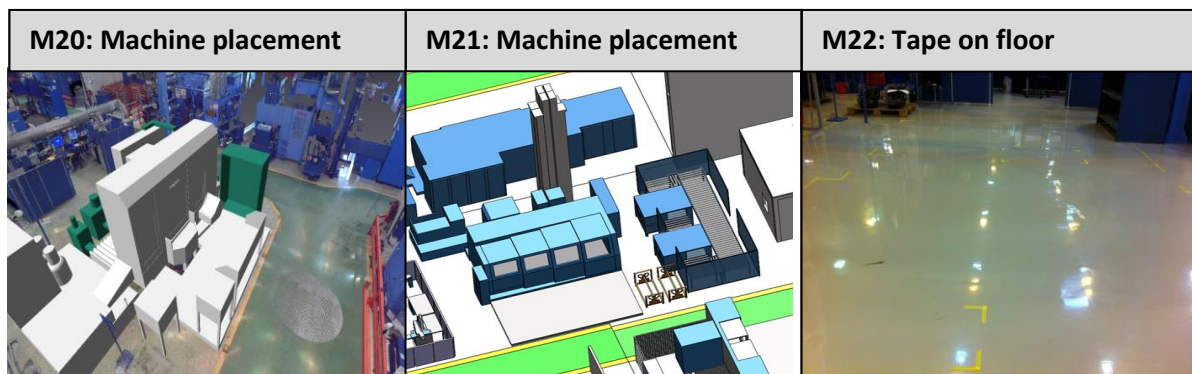 M20: Machine placement
M21: Machine placement
M22: Tape on floor